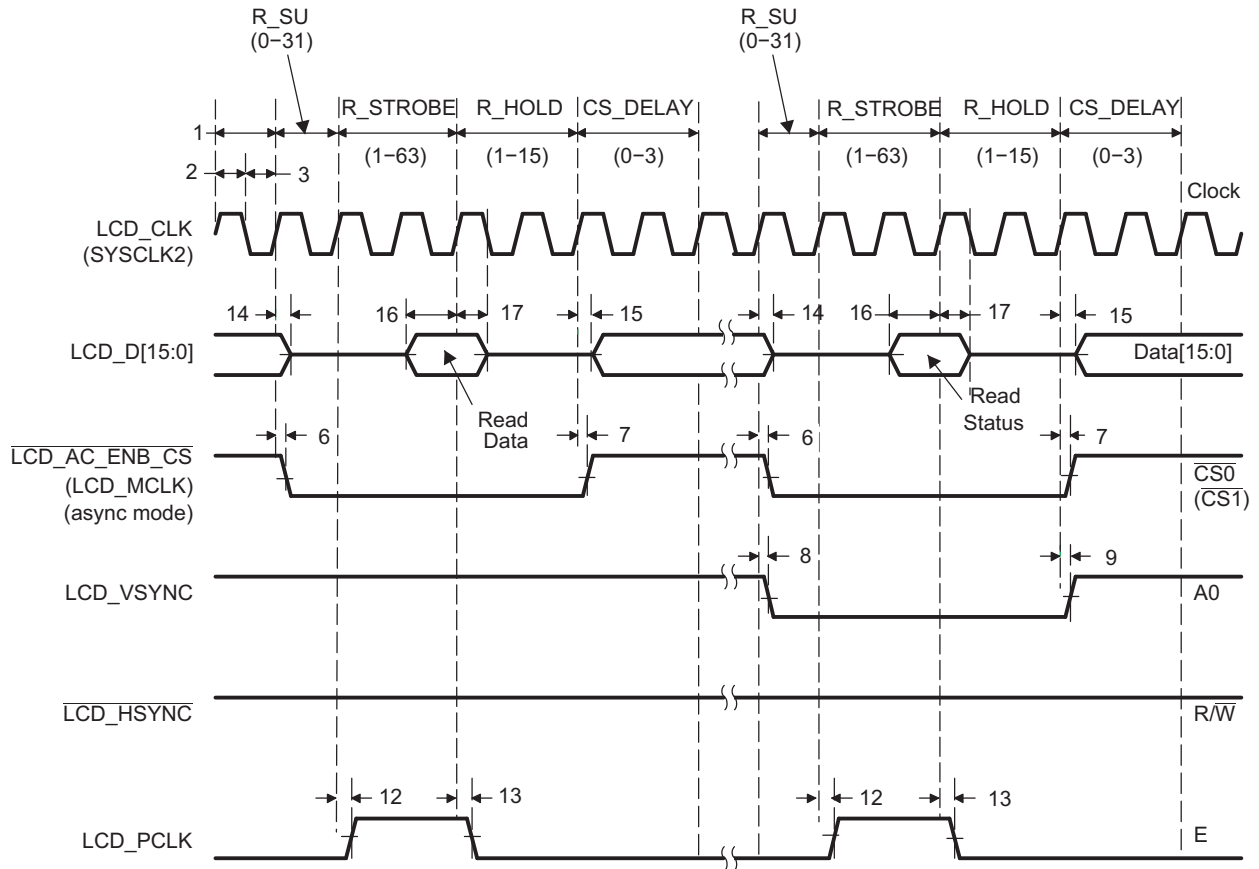 R_SU
(0−31)
R_SU
(0−31)
R_STROBE
R_HOLD
CS_DELAY
R_STROBE
R_HOLD
CS_DELAY
1
(1−63)
(1−15)
(0−3)
(1−63)
(1−15)
(0−3)
2
3
Clock
LCD_CLK
(SYSCLK2)
14
16
17
15
14
16
17
15
LCD_D[15:0]
Data[15:0]
Read
Data
Read
Status
6
7
6
7
LCD_AC_ENB_CS
(LCD_MCLK)
(async mode)
CS0
(CS1)
8
9
LCD_VSYNC
A0
LCD_HSYNC
R/W
12
13
12
13
LCD_PCLK
E